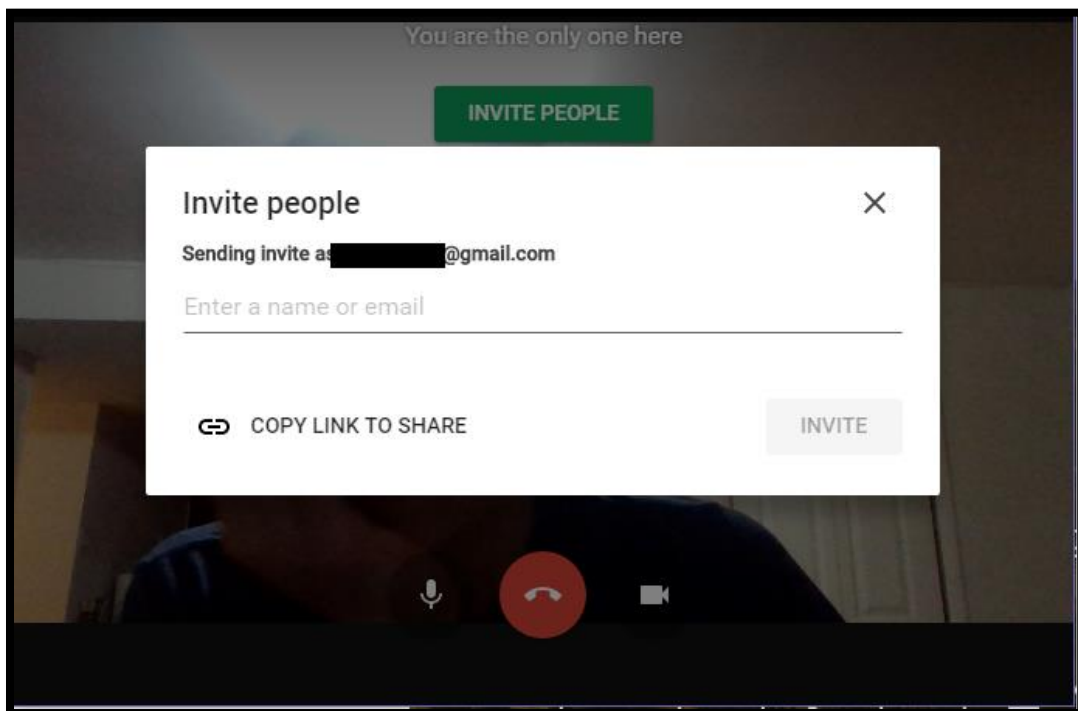 You are the only one here
INVITE PEOPLE
Invite people
Sending invite as @gmail.com
Enter a name or email
COPY LINK TO SHARE
INVITE